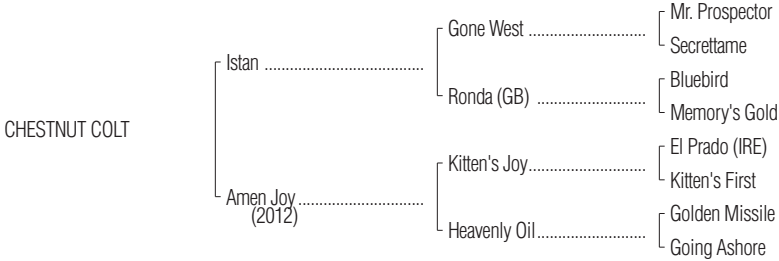 Mr. Prospector
Gone West ............................
Secrettame
Istan ......................................
Bluebird
Ronda (GB) ..........................
Memory's Gold
CHESTNUT COLT
El Prado (IRE)
Kitten's Joy............................
Kitten's First
Amen Joy..............................
(2012)
Golden Missile
Heavenly Oil..........................
Going Ashore